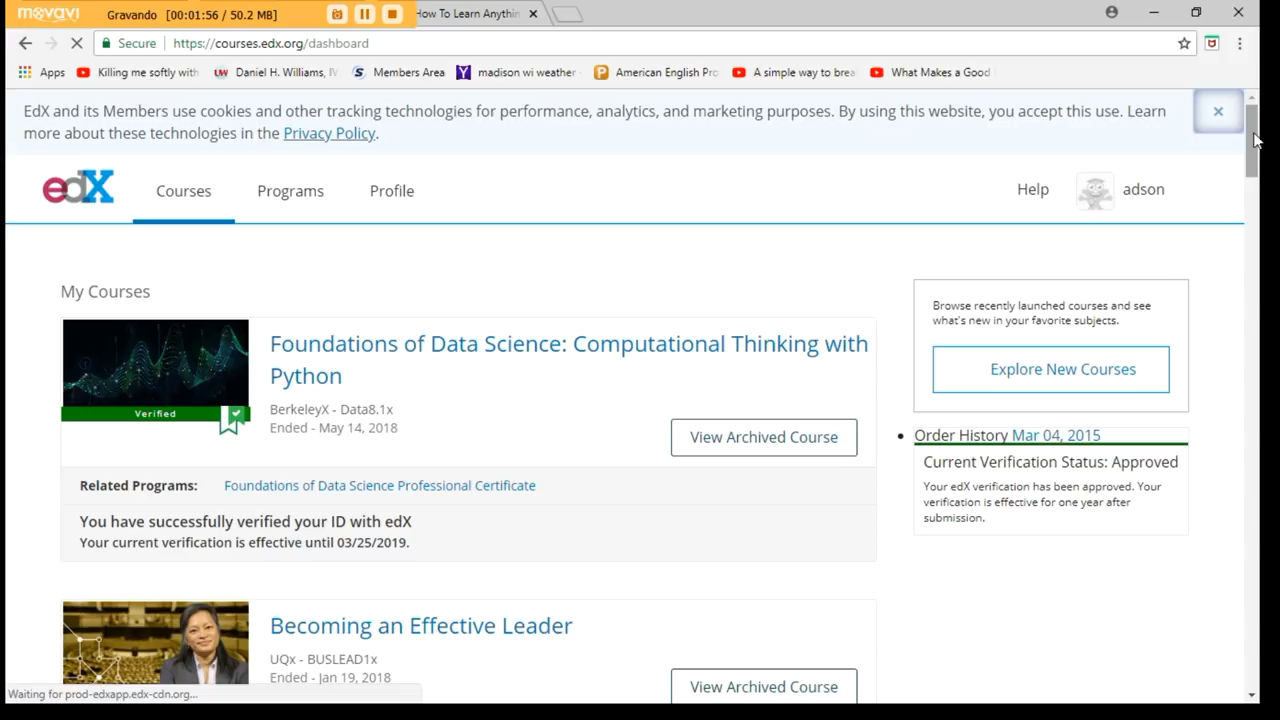 movavi Gravando [00:01:56 / 50.2 MB] How To Learn Anythin
Secure https://courses.edx.org/dashboard
Apps Killing me softly with Daniel H. Williams, IV Members Area madison wi weather American English Pro A simple way to brea What Makes a Good
EdX and its Members use cookies and other tracking technologies for performance, analytics, and marketing purposes. By using this website, you accept this use. Learn
more about these technologies in the Privacy Policy.
edX Courses Programs Profile Help adson
My Courses
Foundations of Data Science: Computational Thinking with
Python
Verified
BerkeleyX - Data8.1x
Ended - May 14, 2018
View Archived Course
Related Programs: Foundations of Data Science Professional Certificate
You have successfully verified your ID with edX
Your current verification is effective until 03/25/2019.
Becoming an Effective Leader
UQx - BUSLEAD1x
Ended - Jan 19, 2018
View Archived Course
Browse recently launched courses and see
what's new in your favorite subjects.
Explore New Courses
Order History Mar 04, 2015
Current Verification Status: Approved
Your edX verification has been approved. Your
verification is effective for one year after
submission.
Waiting for prod-edxapp.edx-cdn.org...